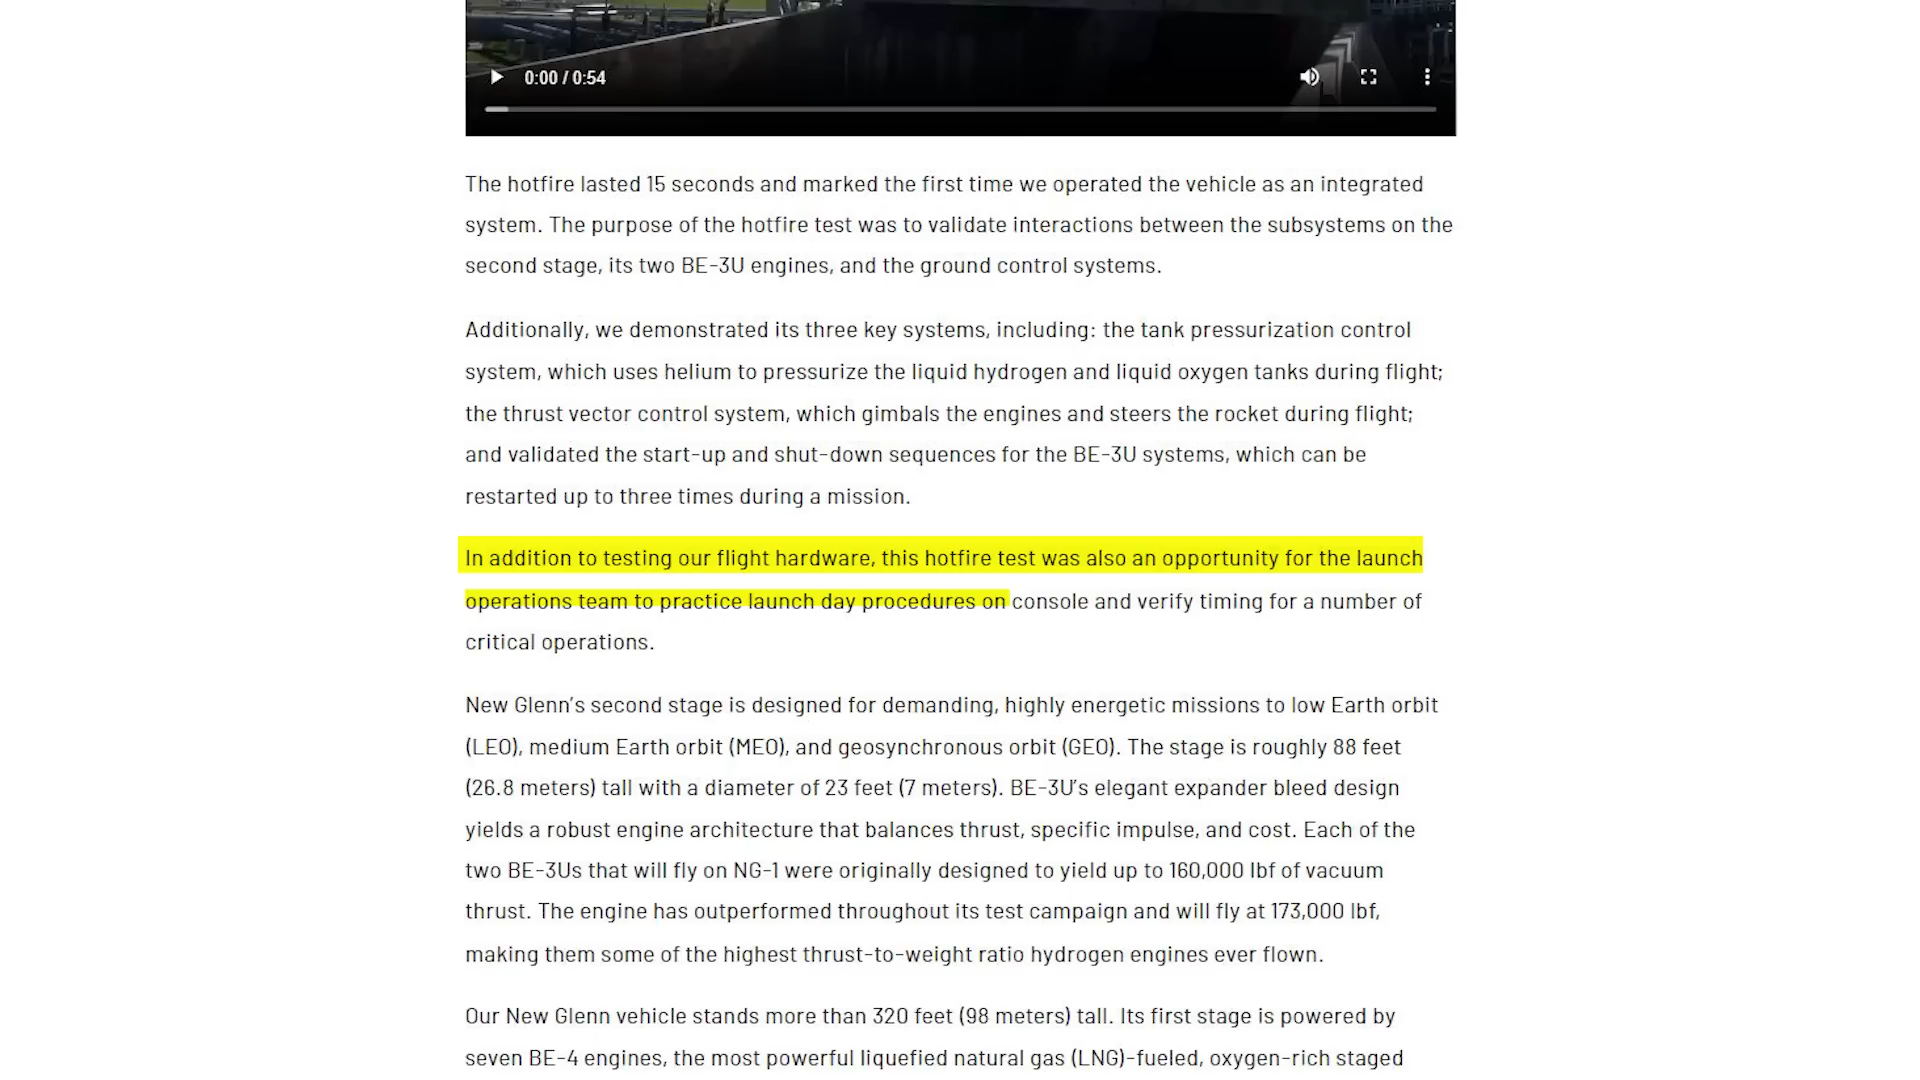 0:00 / 0:54
The hotfire lasted 15 seconds and marked the first time we operated the vehicle as an integrated
system. The purpose of the hotfire test was to validate interactions between the subsystems on the
second stage, its two BE-3U engines, and the ground control systems.
Additionally, we demonstrated its three key systems, including: the tank pressurization control
system, which uses helium to pressurize the liquid hydrogen and liquid oxygen tanks during flight;
the thrust vector control system, which gimbals the engines and steers the rocket during flight;
and validated the start-up and shut-down sequences for the BE-3U systems, which can be
restarted up to three times during a mission.
In addition to testing our flight hardware, this hotfire test was also an opportunity for the launch
operations team to practice launch day procedures on console and verify timing for a number of
critical operations.
New Glenn’s second stage is designed for demanding, highly energetic missions to low Earth orbit
(LEO), medium Earth orbit (MEO), and geosynchronous orbit (GEO). The stage is roughly 88 feet
(26.8 meters) tall with a diameter of 23 feet (7 meters). BE-3U’s elegant expander bleed design
yields a robust engine architecture that balances thrust, specific impulse, and cost. Each of the
two BE-3Us that will fly on NG-1 were originally designed to yield up to 160,000 lbf of vacuum
thrust. The engine has outperformed throughout its test campaign and will fly at 173,000 lbf,
making them some of the highest thrust-to-weight ratio hydrogen engines ever flown.
Our New Glenn vehicle stands more than 320 feet (98 meters) tall. Its first stage is powered by
seven BE-4 engines, the most powerful liquefied natural gas (LNG)-fueled, oxygen-rich staged